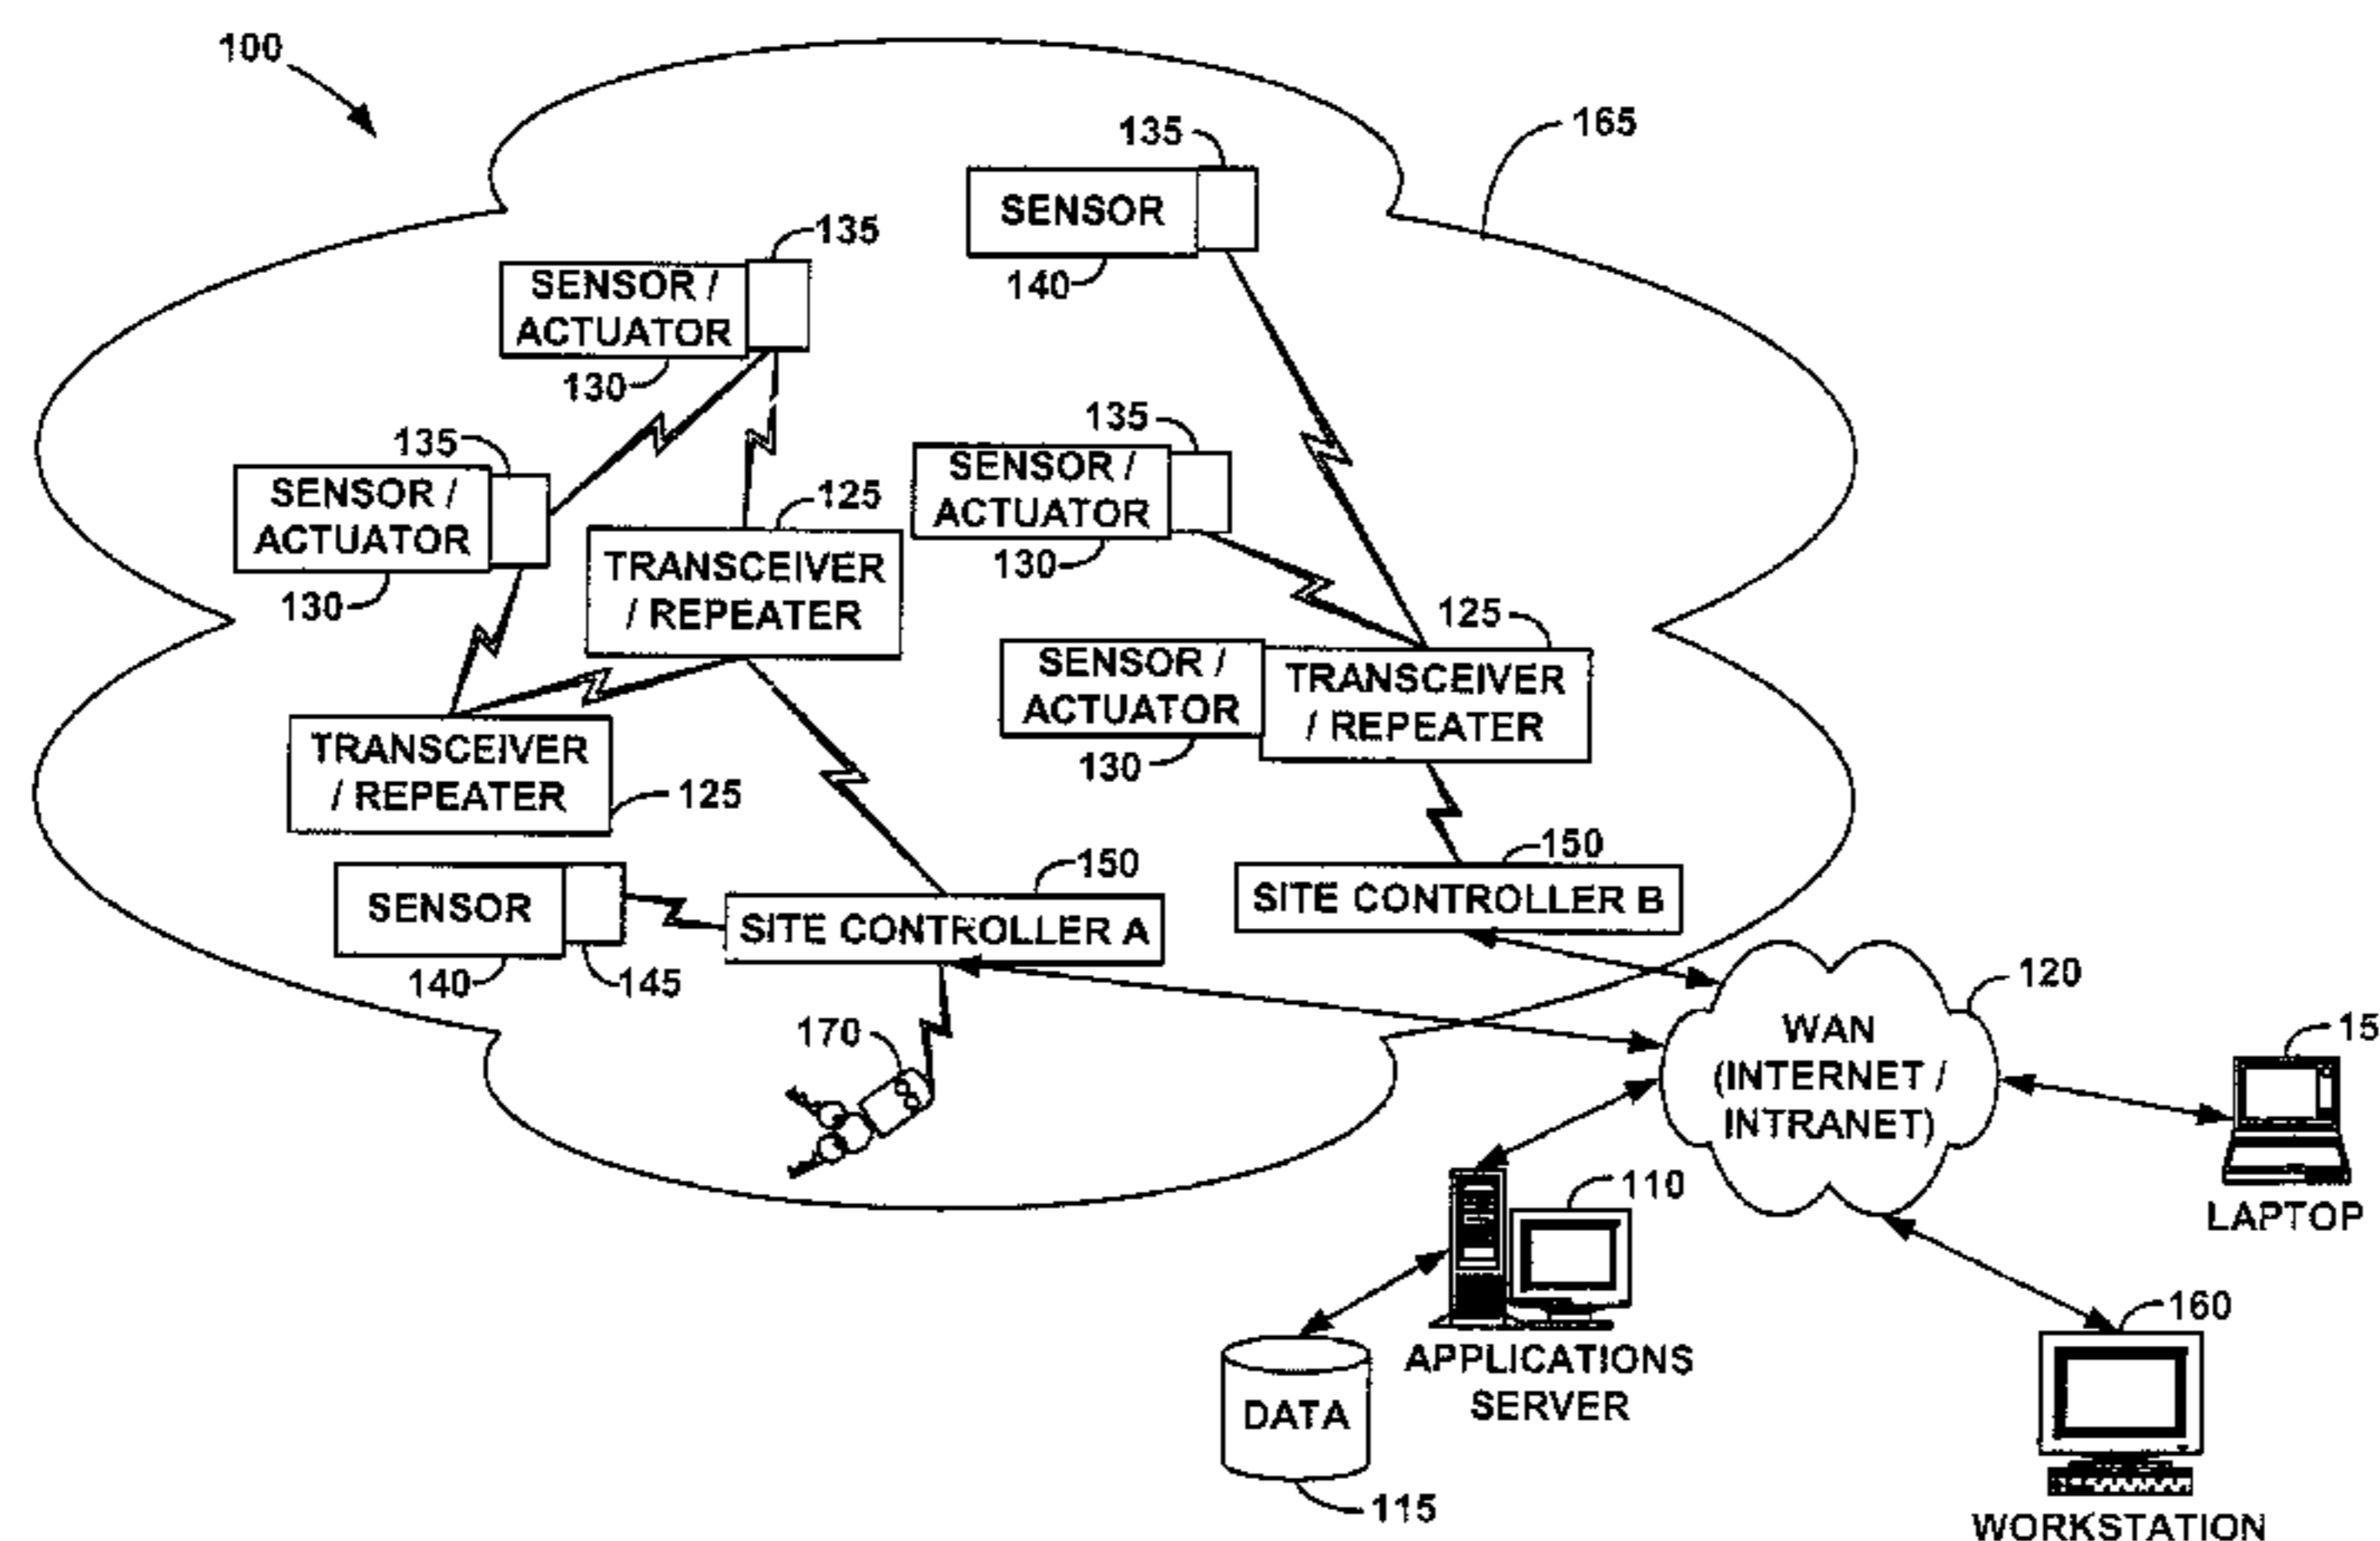 100
165
135
SENSOR
140
135
SENSOR /
ACTUATOR
130
135
SENSOR /
ACTUATOR
130
135
SENSOR /
ACTUATOR
130
125
TRANSCEIVER
/ REPEATER
125
TRANSCEIVER
/ REPEATER
SENSOR /
ACTUATOR
130
TRANSCEIVER
/ REPEATER
125
150
SITE CONTROLLER A
150
SITE CONTROLLER B
SENSOR
140
145
170
120
WAN
(INTERNET /
INTRANET)
15
LAPTOP
110
APPLICATIONS
SERVER
DATA
115
160
WORKSTATION